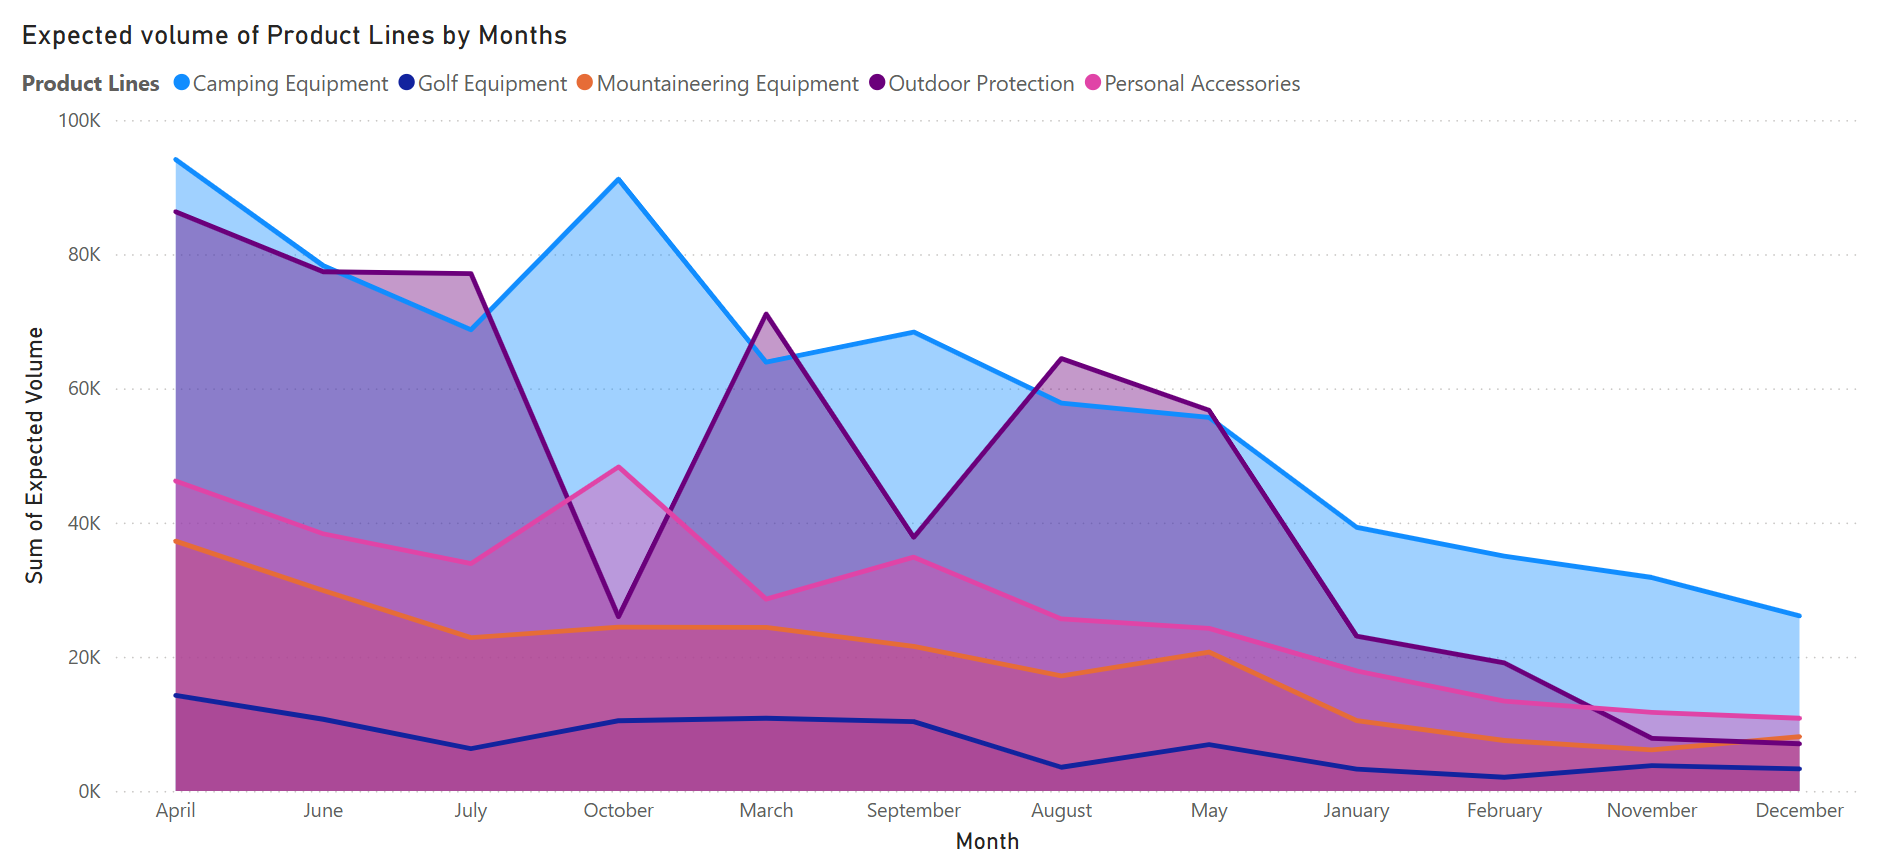 Expected volume of Product Lines by Months
Product Lines Camping Equipment Golf Equipment Mountaineering Equipment Outdoor Protection Personal Accessories
100K
80K
60K
40K
20K
0K
Sum of Expected Volume
April June July October March September August May January February November December
Month